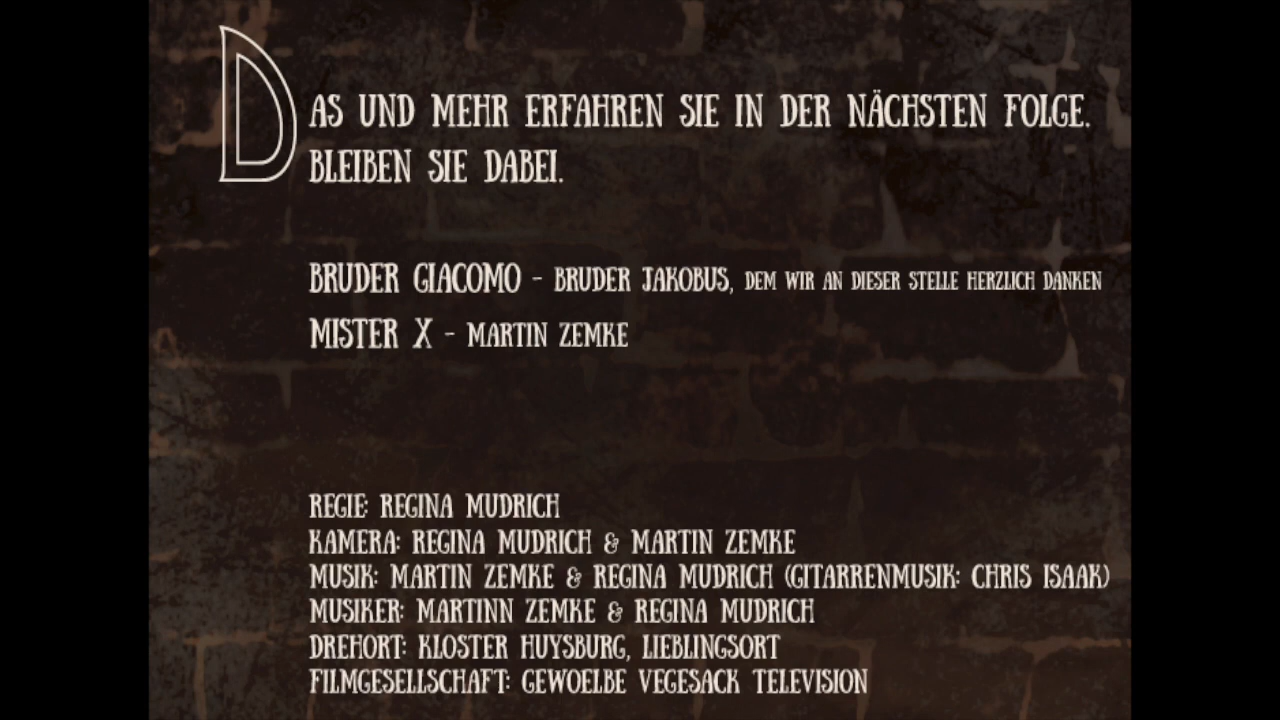 DAS UND MEHR ERFAHREN SIE IN DER NÄCHSTEN FOLGE.
BLEIBEN SIE DABEI.
BRUDER GIACOMO - BRUDER JAKOBUS, DEM WIR AN DIESER STELLE HERZLICH DANKEN
MISTER X - MARTIN ZEMKE
REGIE: REGINA MUDRICH
KAMERA: REGINA MUDRICH & MARTIN ZEMKE
MUSIK: MARTIN ZEMKE & REGINA MUDRICH (GITARRENMUSIK: CHRIS ISAAK)
MUSIKER: MARTINN ZEMKE & REGINA MUDRICH
DREHORT: KLOSTER HUYSBURG, LIEBLINGSORT
FILMGESELLSCHAFT: GEWOELBE VEGESACK TELEVISION